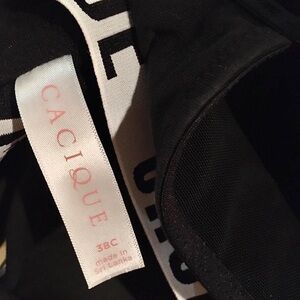 CACIQUE
38C
made in
Sri Lanka